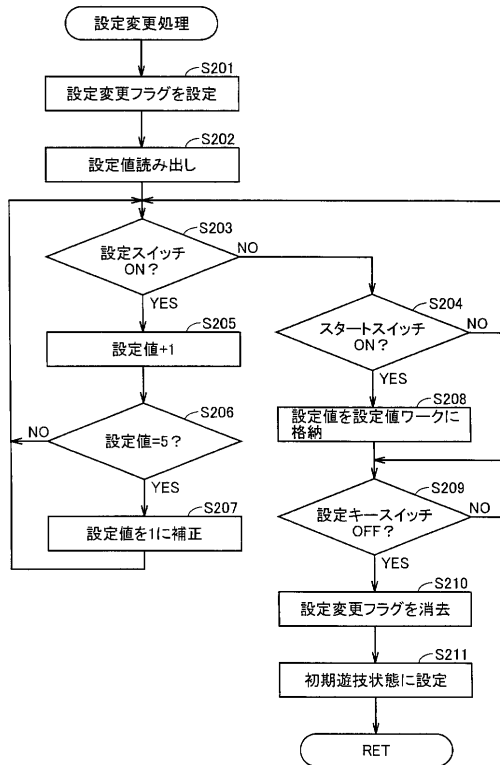 設定変更処理
S201
設定変更フラグを設定
S202
設定値読み出し
S203
設定スイッチ
ON?
NO
YES
S204
スタートスイッチ
ON?
NO
YES
S205
設定値+1
S206
設定値=5?
NO
YES
S207
設定値を1に補正
S208
設定値を設定値ワークに
格納
S209
設定キースイッチ
OFF?
NO
YES
S210
設定変更フラグを消去
S211
初期遊技状態に設定
RET